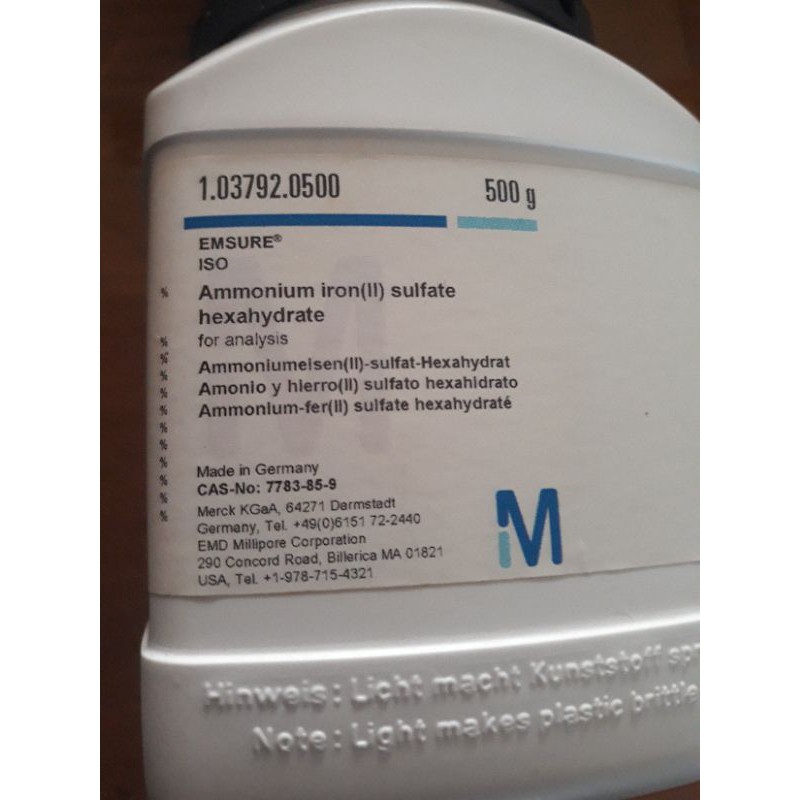 1.03792.0500 500 g
EMSURE®
ISO
Ammonium iron(II) sulfate
hexahydrate
for analysis
Ammoniumeisen(II)-sulfat-Hexahydrat
Amonio y hierro(II) sulfato hexahidrato
Ammonium-fer(II) sulfate hexahydraté
%
%
%
%
%
%
%
%
%
%
%
%
Made in Germany
CAS-No: 7783-85-9
Merck KGaA, 64271 Darmstadt
Germany, Tel. +49(0)6151 72-2440
EMD Millipore Corporation
290 Concord Road, Billerica MA 01821
USA, Tel. +1-978-715-4321
M
Hinweis: Licht macht Kunststoff spr
Note: Light makes plastic brittle